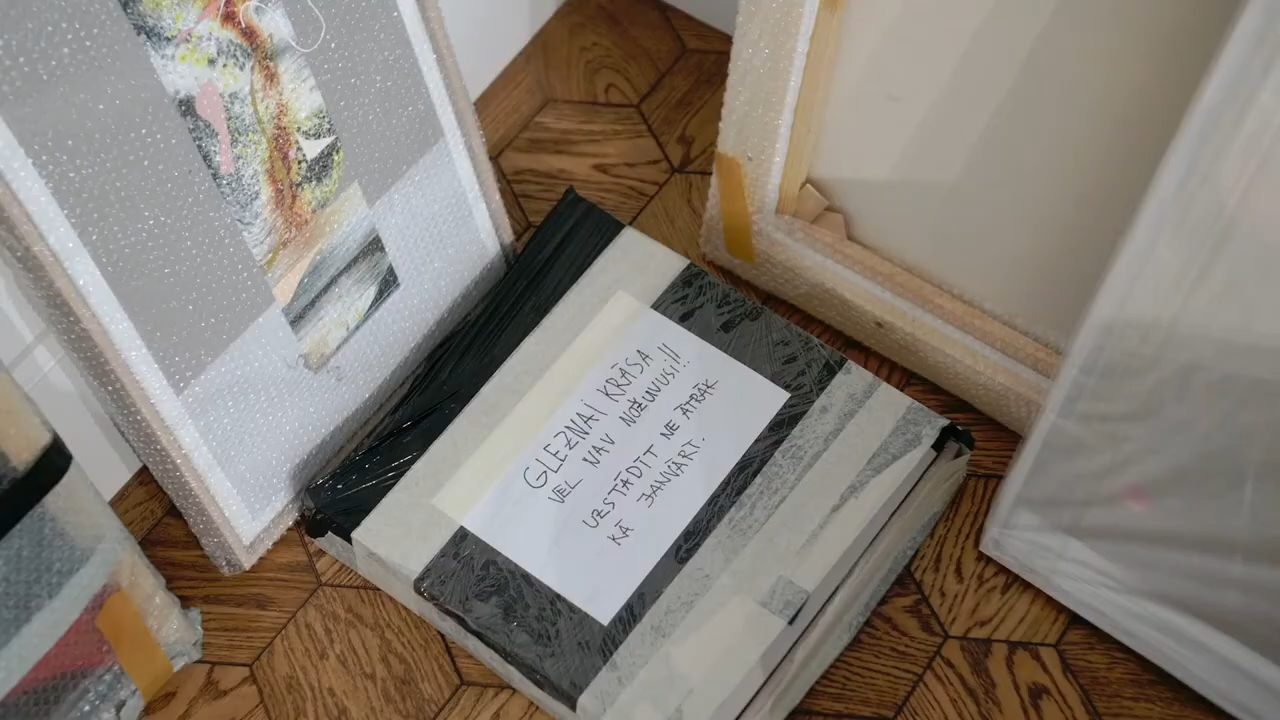 GLEZNAI KRĀSA
VĒL NAV NOŽUVUSI!!
UZSTĀDĪT NE ĀTRĀK
KĀ JANVĀRĪ.